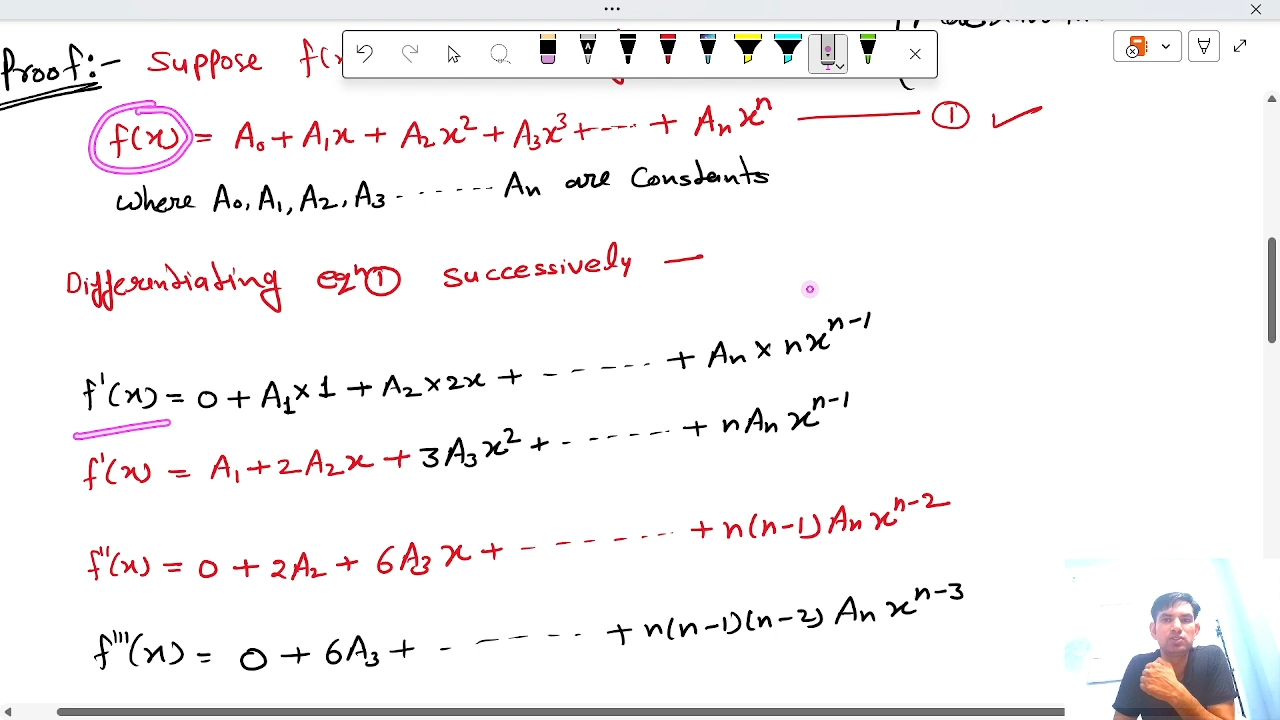 Proof:- Suppose f(x
f(x) = A₀ + A₁x + A₂x² + A₃x³ + ---- + Aₙxⁿ ——— ① ✓
where A₀, A₁, A₂, A₃ ------- Aₙ are Constants
Differentiating eqⁿ① successively —
f'(x) = 0 + A₁×1 + A₂×2x + ------ + Aₙ × nxⁿ⁻¹
f'(x) = A₁ + 2A₂x + 3A₃x² + ------- + nAₙxⁿ⁻¹
f''(x) = 0 + 2A₂ + 6A₃x + ------- + n(n-1)Aₙxⁿ⁻²
f'''(x) = 0 + 6A₃ + ------- + n(n-1)(n-2)Aₙxⁿ⁻³